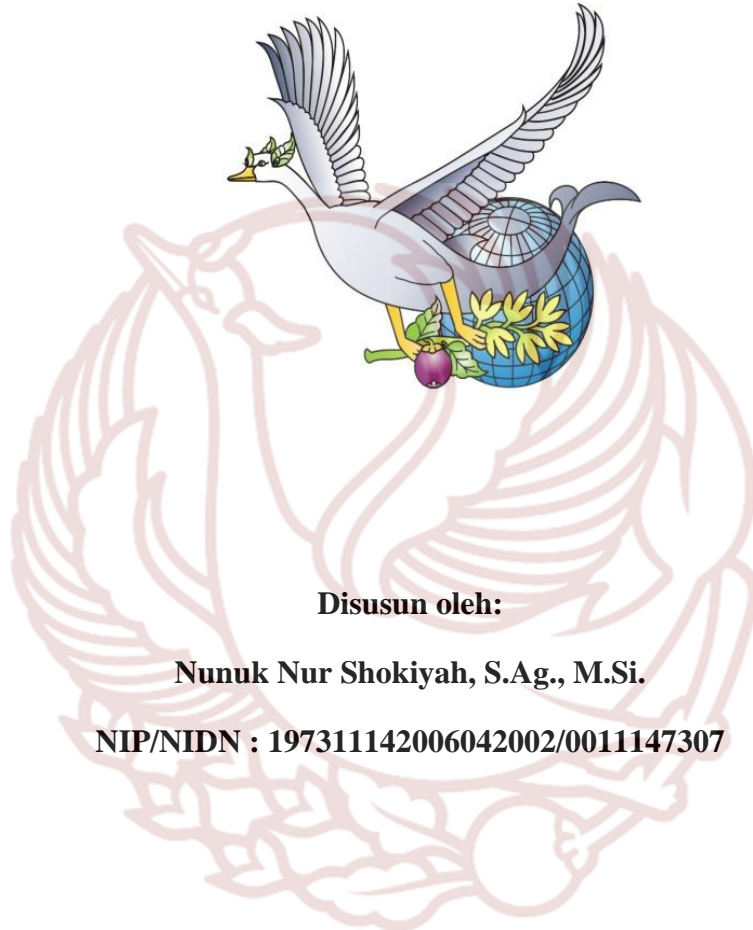 Disusun oleh:
Nunuk Nur Shokiyah, S.Ag., M.Si.
NIP/NIDN : 197311142006042002/0011147307